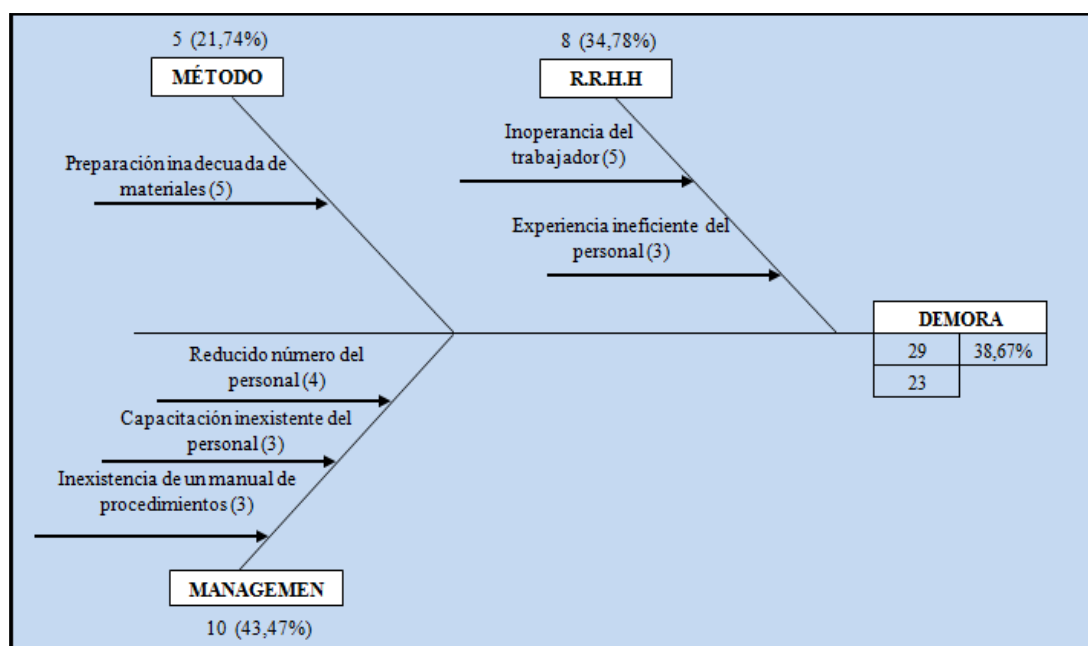 5 (21,74%)
MÉTODO
Preparación inadecuada de
materiales (5)
8 (34,78%)
R.R.H.H
Inoperancia del
trabajador (5)
Experiencia ineficiente del
personal (3)
DEMORA
29 38,67%
23
Reducido número del
personal (4)
Capacitación inexistente del
personal (3)
Inexistencia de un manual de
procedimientos (3)
MANAGEMEN
10 (43,47%)